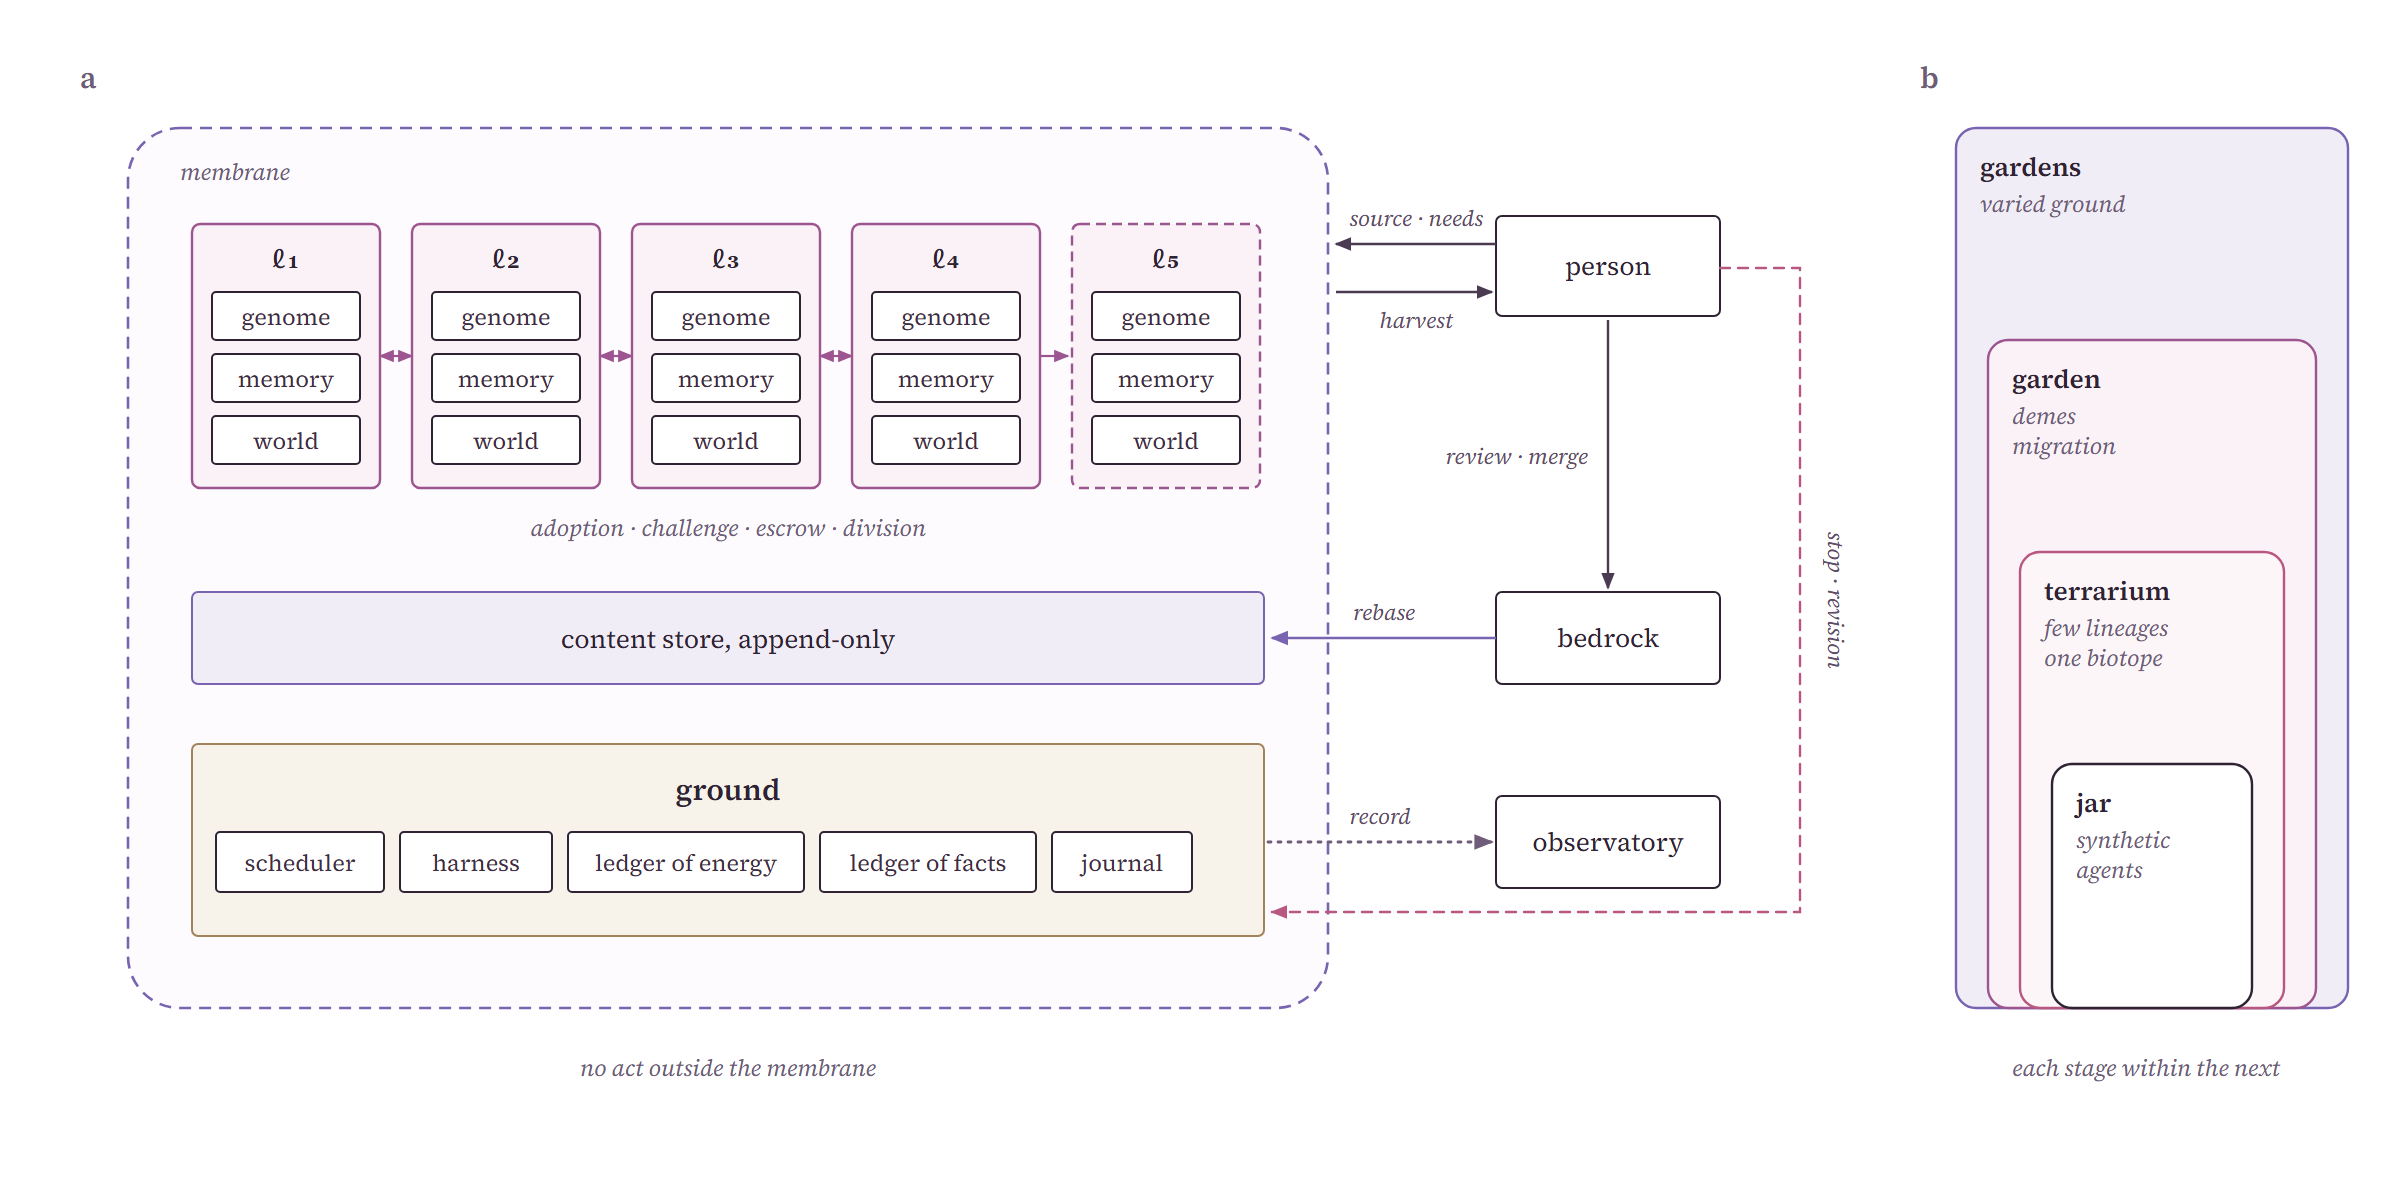 a
membrane
ℓ1
genome
memory
world
ℓ2
genome
memory
world
ℓ3
genome
memory
world
ℓ4
genome
memory
world
ℓ5
genome
memory
world
adoption · challenge · escrow · division
content store, append-only
ground
scheduler
harness
ledger of energy
ledger of facts
journal
no act outside the membrane
source · needs
harvest
person
review · merge
rebase
bedrock
record
observatory
stop · revision
b
gardens
varied ground
garden
demes
migration
terrarium
few lineages
one biotope
jar
synthetic
agents
each stage within the next